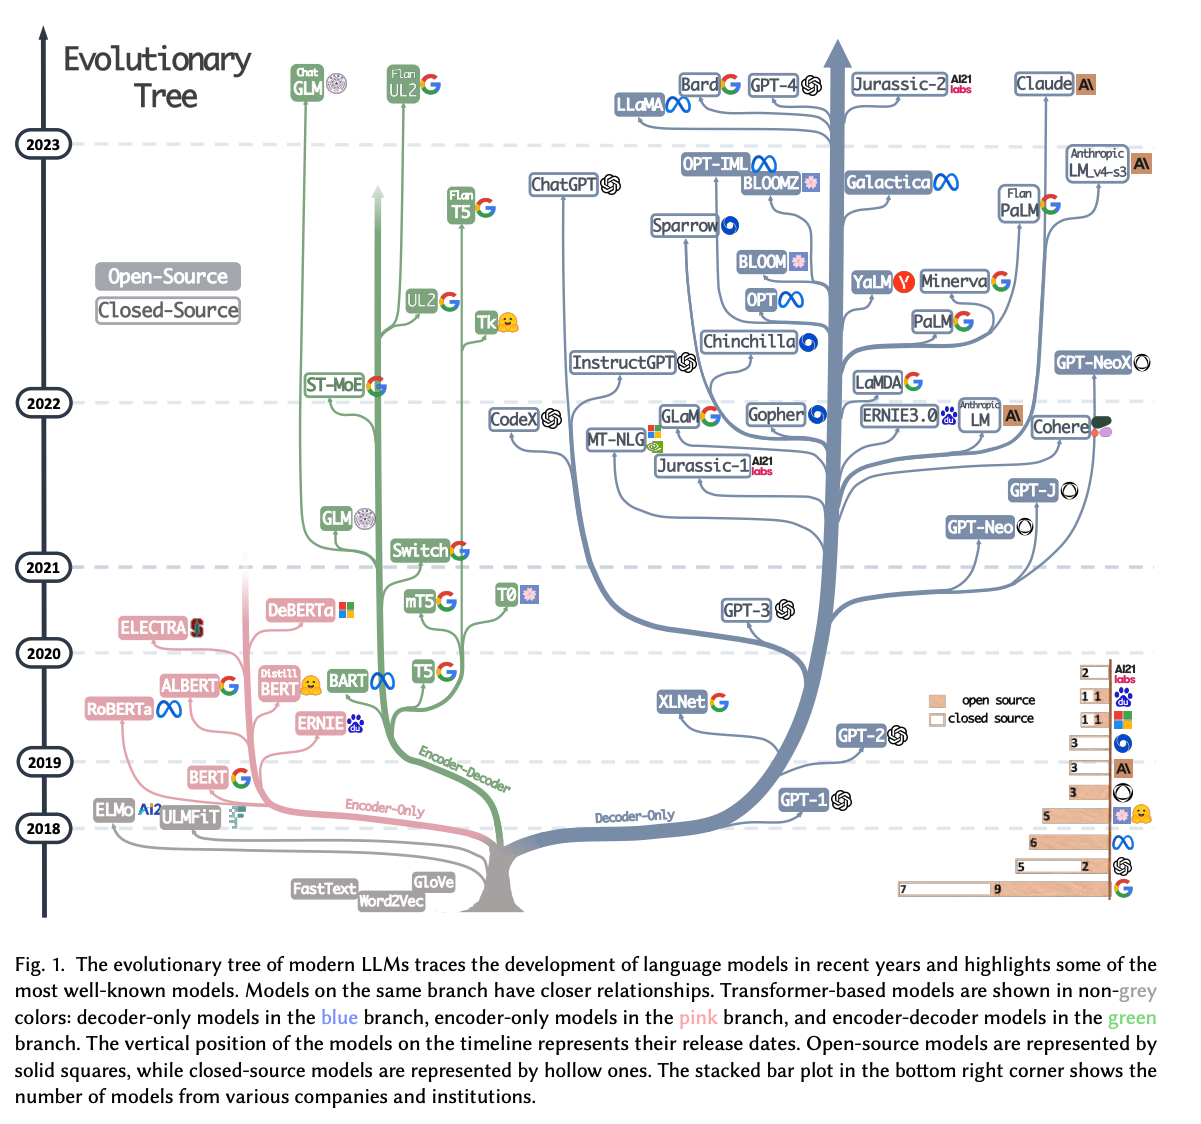 Evolutionary
Tree
2023
2022
2021
2020
2019
2018
Open-Source
Closed-Source
Chat
GLM
Flan
UL2
Flan
T5
UL2
Tk
ST-MoE
GLM
Switch
mT5
T0
T5
BART
Encoder-Decoder
DeBERTa
ELECTRA
S
ALBERT
Distill
BERT
RoBERTa
ERNIE
du
BERT
Encoder-Only
ELMo
Ai2
ULMFiT
FastText
Word2Vec
GloVe
Bard
GPT-4
Jurassic-2
AI21
labs
Claude
A\
LLaMA
OPT-IML
BLOOMZ
Galactica
Anthropic
LM_v4-s3
A\
ChatGPT
Flan
PaLM
Sparrow
BLOOM
YaLM
Y
Minerva
OPT
PaLM
Chinchilla
InstructGPT
GPT-NeoX
LaMDA
CodeX
GLaM
Gopher
ERNIE3.0
du
Anthropic
LM
A\
Cohere
MT-NLG
Jurassic-1
AI21
labs
GPT-J
GPT-Neo
GPT-3
XLNet
GPT-2
GPT-1
Decoder-Only
open source
closed source
2
AI21
labs
1 1
du
1 1
3
3
A\
3
5
6
5 2
7 9
Fig. 1. The evolutionary tree of modern LLMs traces the development of language models in recent years and highlights some of the
most well-known models. Models on the same branch have closer relationships. Transformer-based models are shown in non-grey
colors: decoder-only models in the blue branch, encoder-only models in the pink branch, and encoder-decoder models in the green
branch. The vertical position of the models on the timeline represents their release dates. Open-source models are represented by
solid squares, while closed-source models are represented by hollow ones. The stacked bar plot in the bottom right corner shows the
number of models from various companies and institutions.